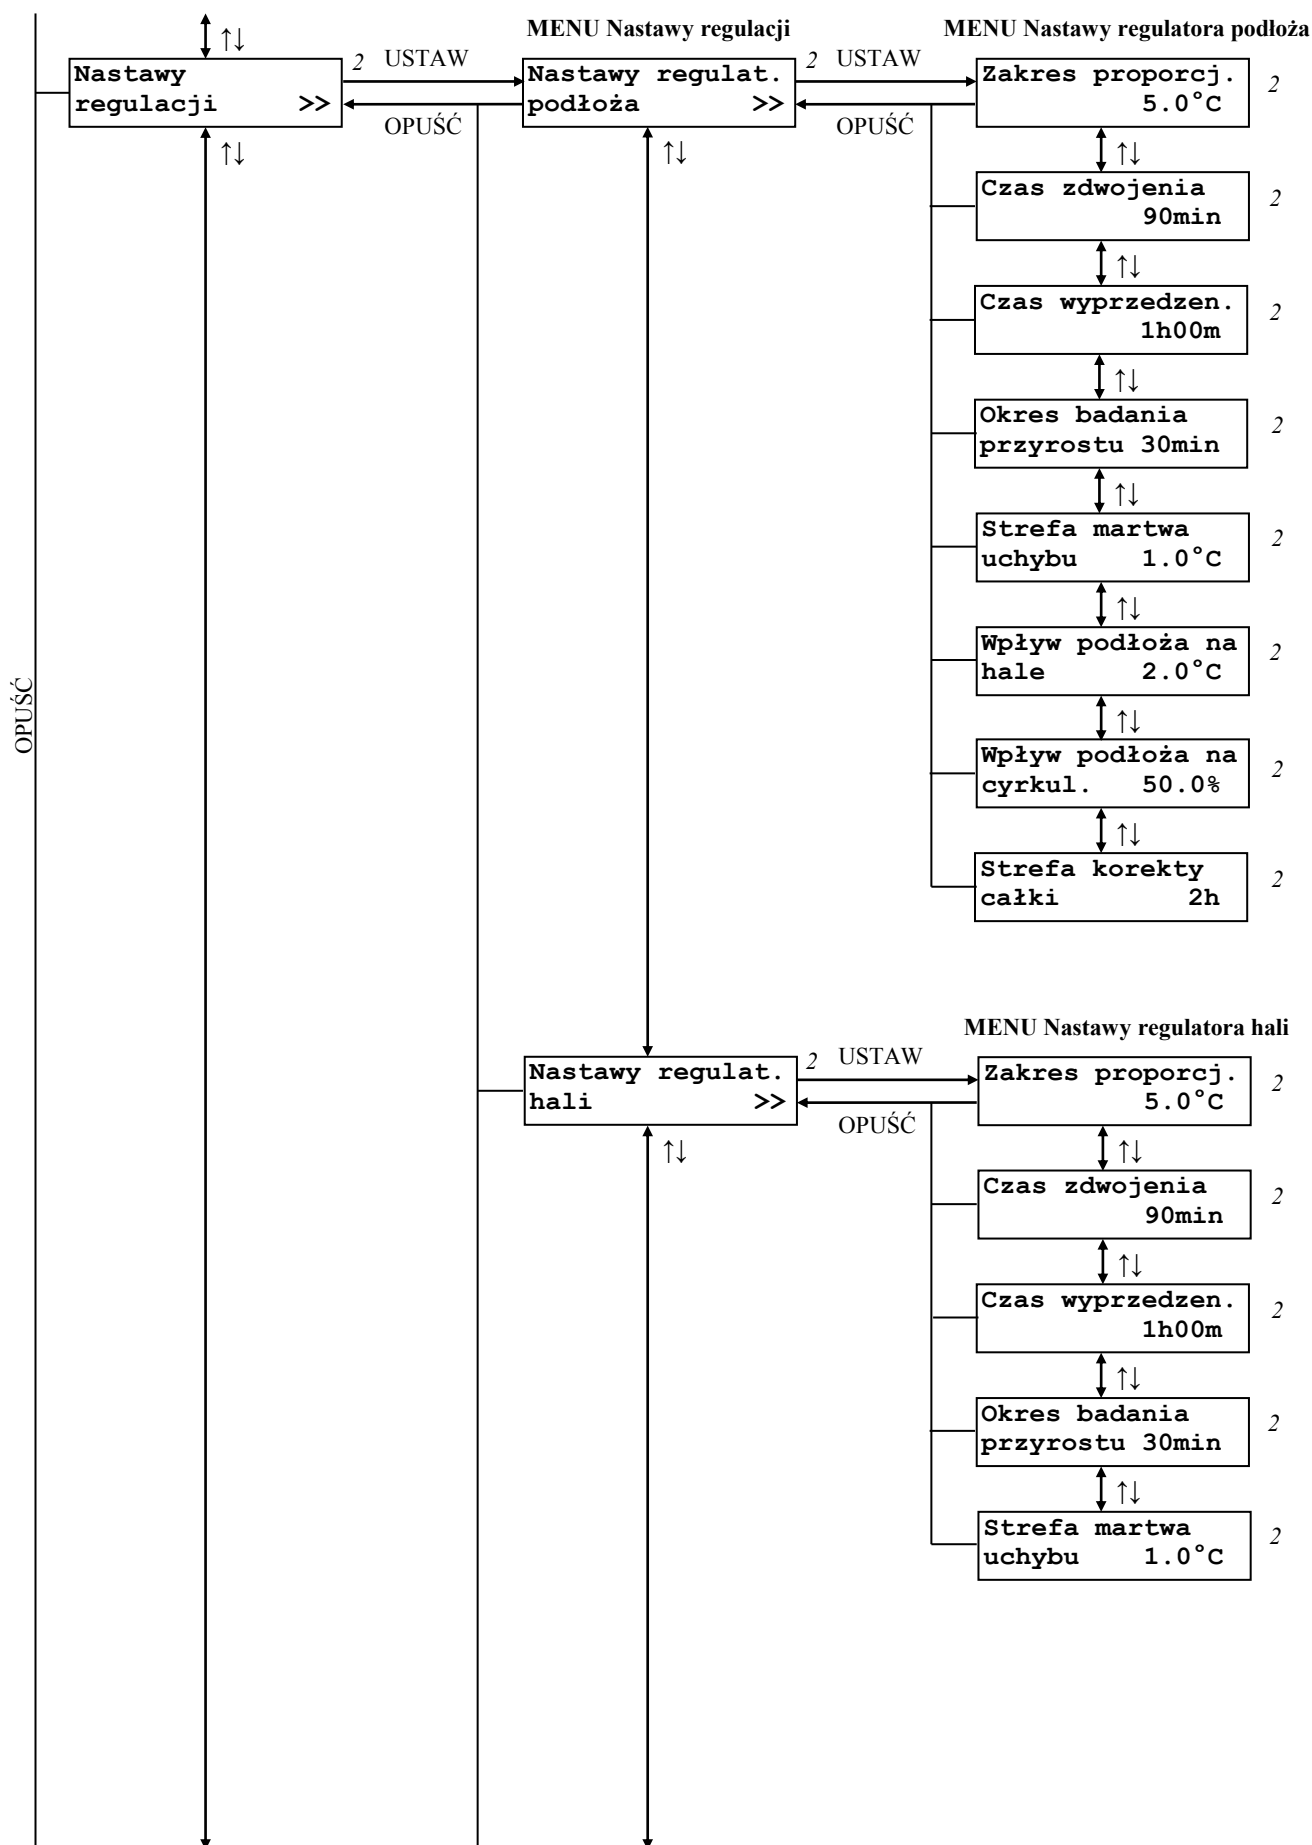 MENU Nastawy regulacji
MENU Nastawy regulatora podłoża
↑↓
Nastawy
regulacji >>
2 USTAW
OPUŚĆ
↑↓
Nastawy regulat.
podłoża >>
2 USTAW
OPUŚĆ
↑↓
Zakres proporcj.
5.0°C
2
↑↓
Czas zdwojenia
90min
2
↑↓
Czas wyprzedzen.
1h00m
2
↑↓
Okres badania
przyrostu 30min
2
↑↓
Strefa martwa
uchybu 1.0°C
2
↑↓
Wpływ podłoża na
hale 2.0°C
2
↑↓
Wpływ podłoża na
cyrkul. 50.0%
2
↑↓
Strefa korekty
całki 2h
2
OPUŚĆ
MENU Nastawy regulatora hali
Nastawy regulat.
hali >>
2 USTAW
OPUŚĆ
↑↓
Zakres proporcj.
5.0°C
2
↑↓
Czas zdwojenia
90min
2
↑↓
Czas wyprzedzen.
1h00m
2
↑↓
Okres badania
przyrostu 30min
2
↑↓
Strefa martwa
uchybu 1.0°C
2